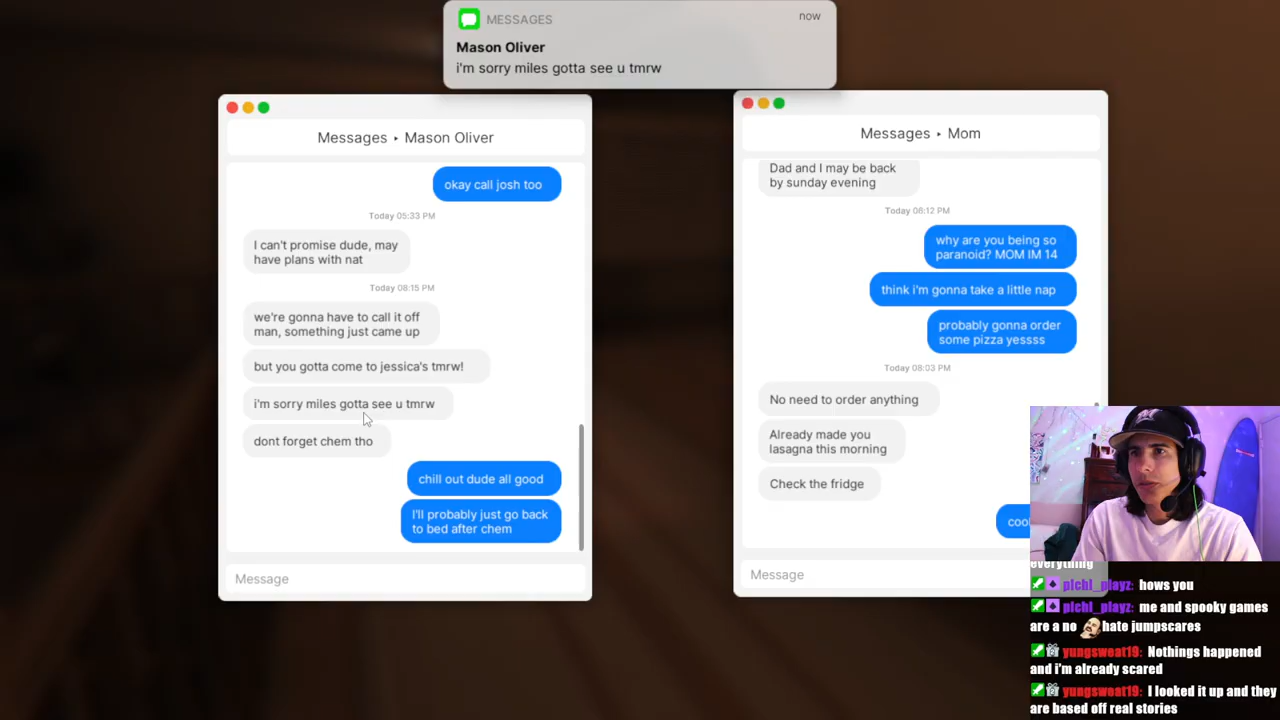 MESSAGES
now
Mason Oliver
i'm sorry miles gotta see u tmrw
Messages ▸ Mason Oliver
okay call josh too
Today 05:33 PM
I can't promise dude, may
have plans with nat
Today 08:15 PM
we're gonna have to call it off
man, something just came up
but you gotta come to jessica's tmrw!
i'm sorry miles gotta see u tmrw
dont forget chem tho
chill out dude all good
I'll probably just go back
to bed after chem
Message
Messages ▸ Mom
Dad and I may be back
by sunday evening
Today 06:12 PM
why are you being so
paranoid? MOM IM 14
think i'm gonna take a little nap
probably gonna order
some pizza yessss
Today 08:03 PM
No need to order anything
Already made you
lasagna this morning
Check the fridge
cool
Message
everything
plchl_playz: hows you
plchl_playz: me and spooky games
are a no hate jumpscares
yungsweat19: Nothings happened
and i'm already scared
yungsweat19: I looked it up and they
are based off real stories